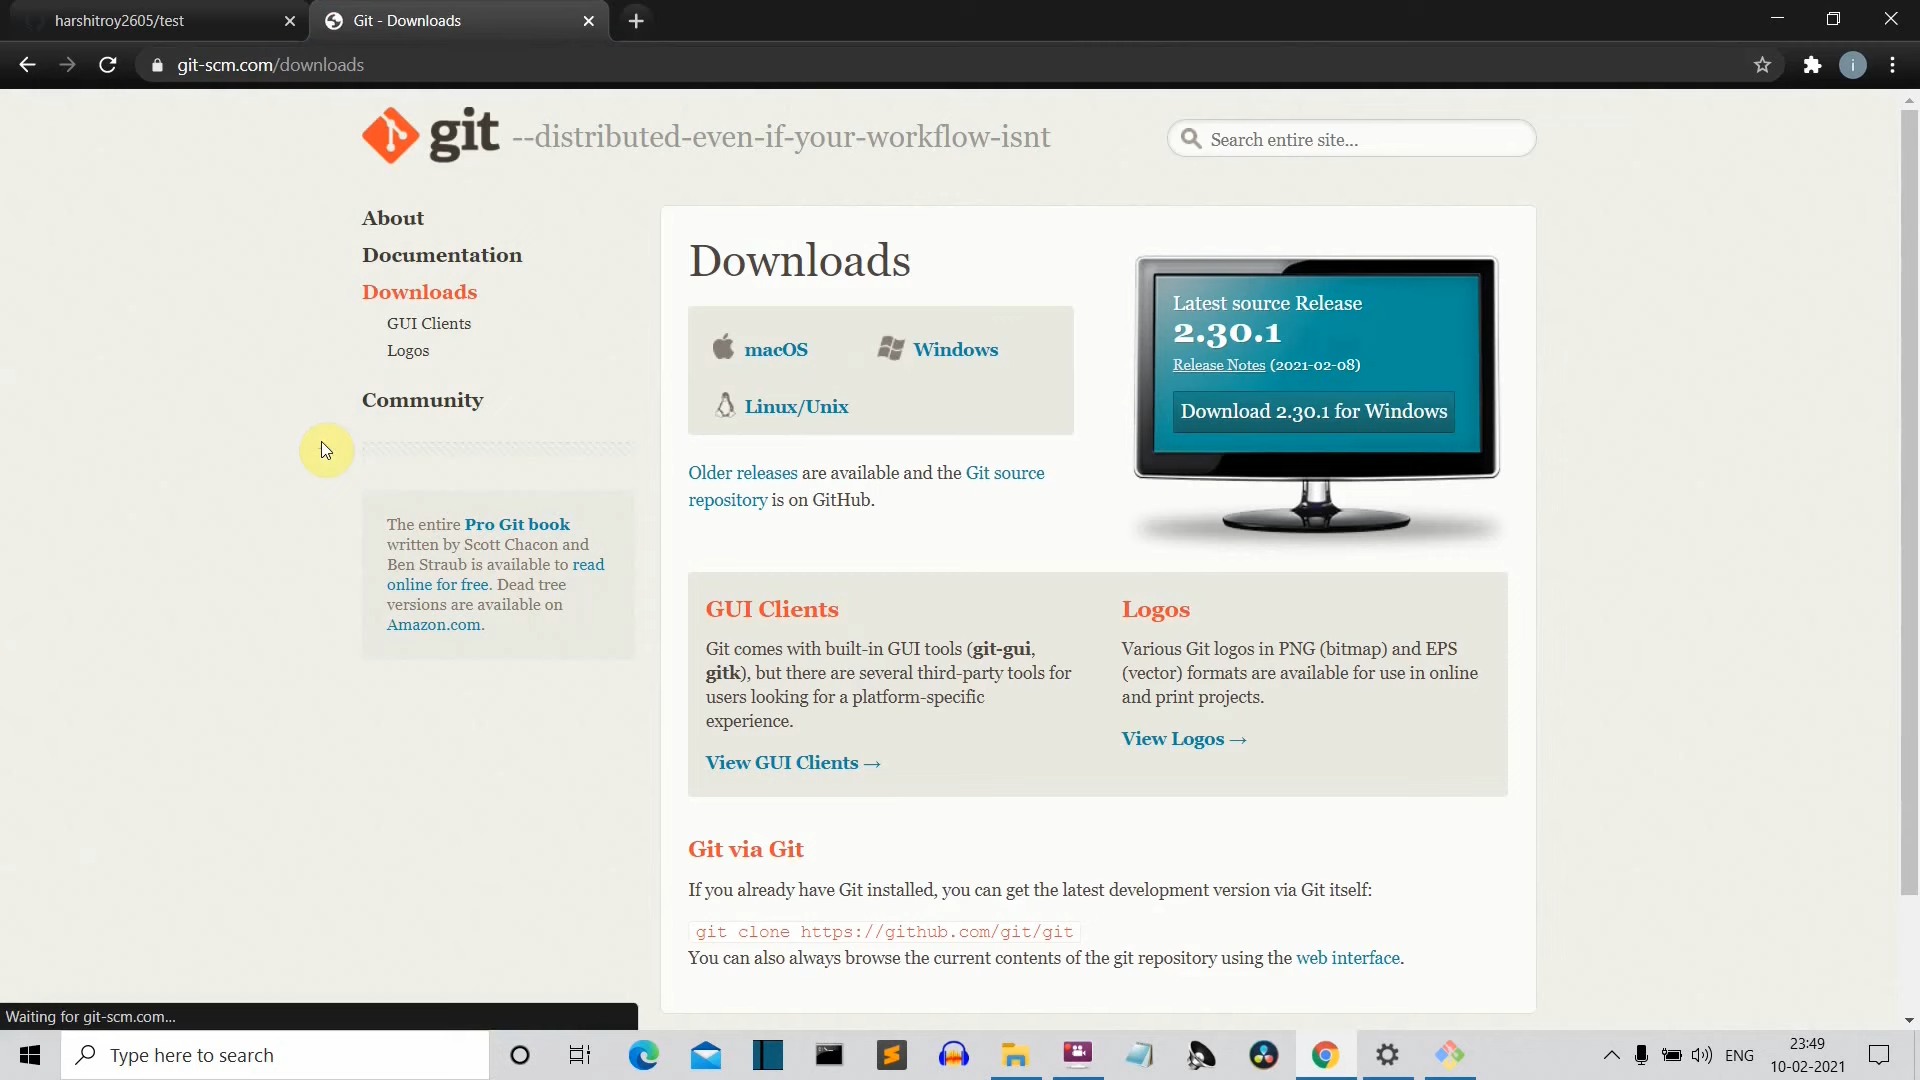 harshitroy2605/test
Git - Downloads
git-scm.com/downloads
i
git --distributed-even-if-your-workflow-isnt
Search entire site...
About
Documentation
Downloads
GUI Clients
Logos
Community
The entire Pro Git book
written by Scott Chacon and
Ben Straub is available to read
online for free. Dead tree
versions are available on
Amazon.com.
Downloads
macOS
Windows
Linux/Unix
Older releases are available and the Git source
repository is on GitHub.
Latest source Release
2.30.1
Release Notes (2021-02-08)
Download 2.30.1 for Windows
GUI Clients
Git comes with built-in GUI tools (git-gui,
gitk), but there are several third-party tools for
users looking for a platform-specific
experience.
View GUI Clients →
Logos
Various Git logos in PNG (bitmap) and EPS
(vector) formats are available for use in online
and print projects.
View Logos →
Git via Git
If you already have Git installed, you can get the latest development version via Git itself:
git clone https://github.com/git/git
You can also always browse the current contents of the git repository using the web interface.
Waiting for git-scm.com...
Type here to search
ENG
23:49
10-02-2021